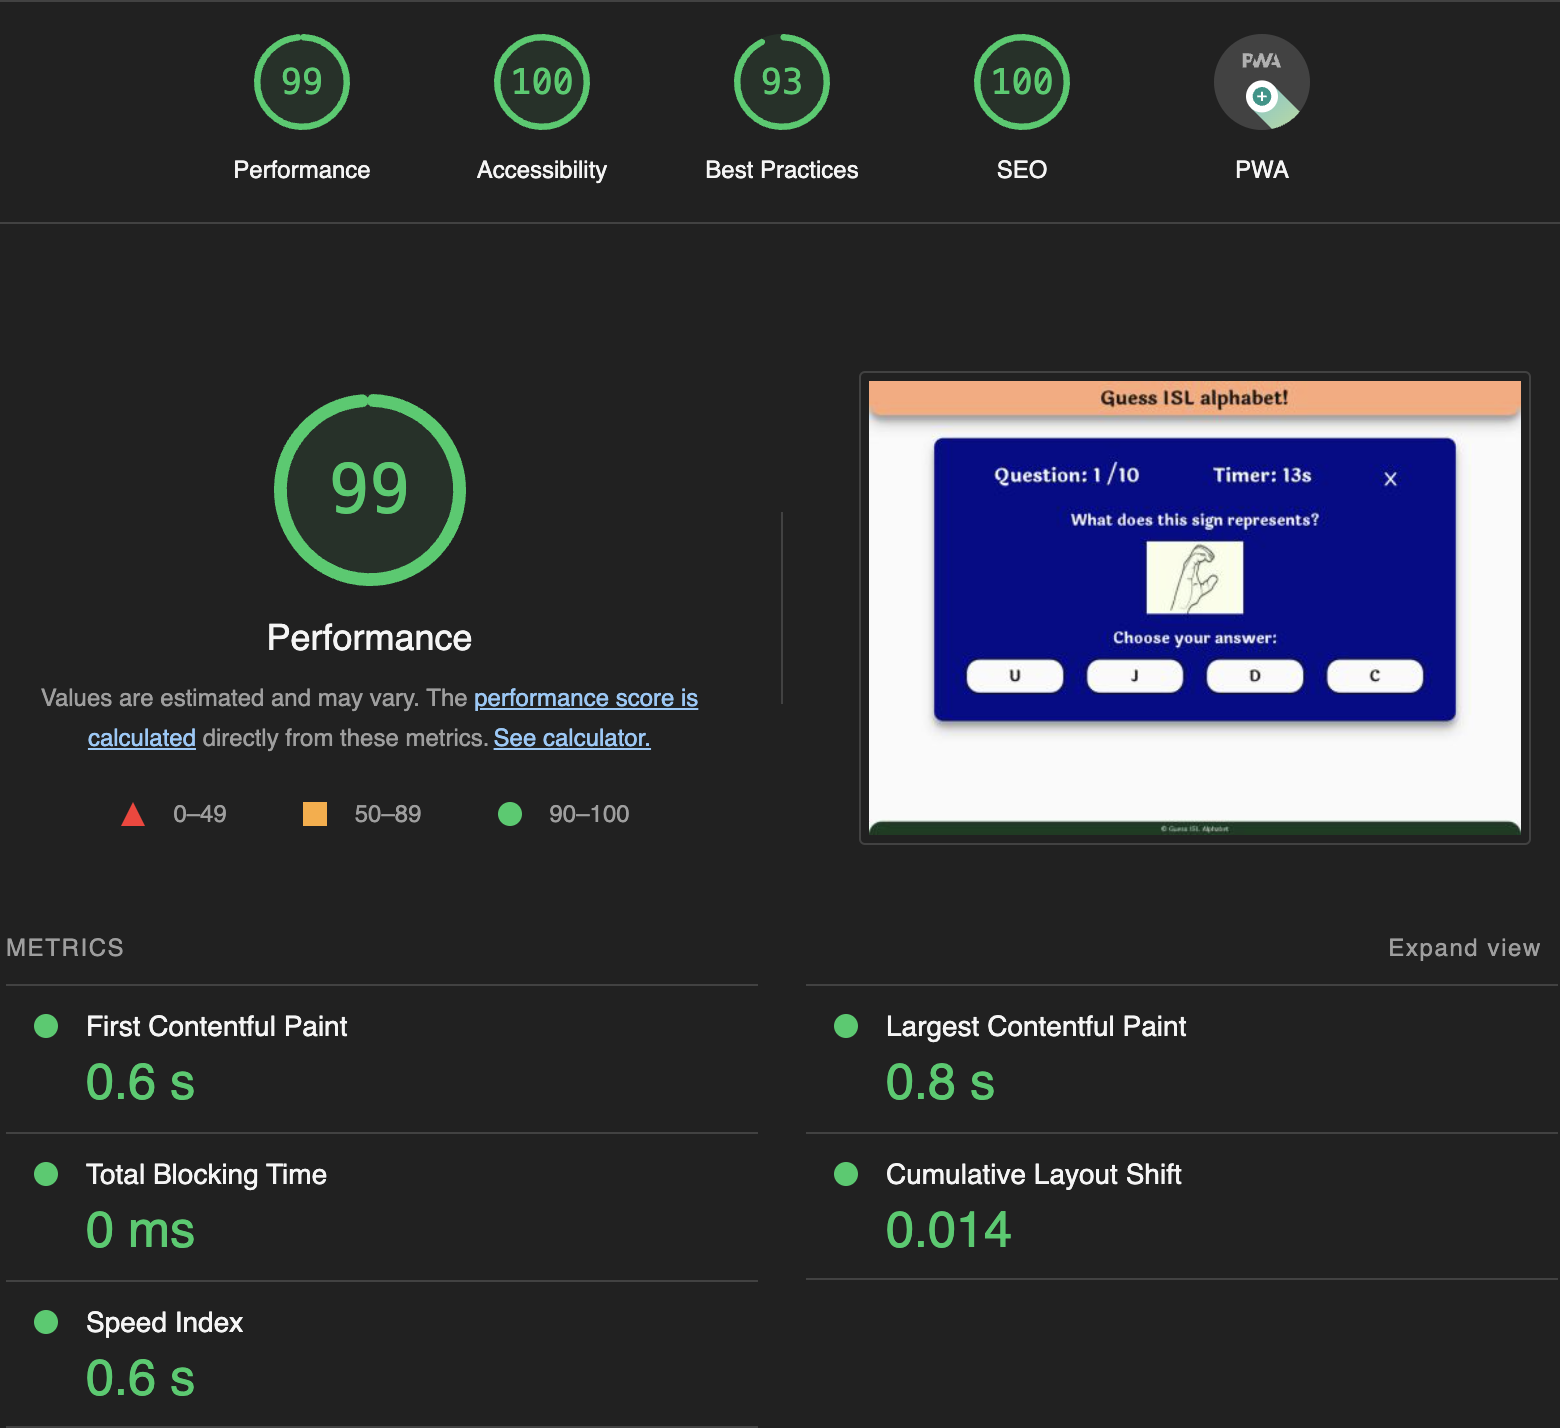 99
100
93
100
PWA
Performance
Accessibility
Best Practices
SEO
PWA
99
Performance
Values are estimated and may vary. The performance score is
calculated directly from these metrics. See calculator.
0–49
50–89
90–100
Guess ISL alphabet!
Question: 1 /10
Timer: 13s
X
What does this sign represents?
Choose your answer:
U
J
D
C
© Guess ISL Alphabet
METRICS
Expand view
First Contentful Paint
0.6 s
Largest Contentful Paint
0.8 s
Total Blocking Time
0 ms
Cumulative Layout Shift
0.014
Speed Index
0.6 s